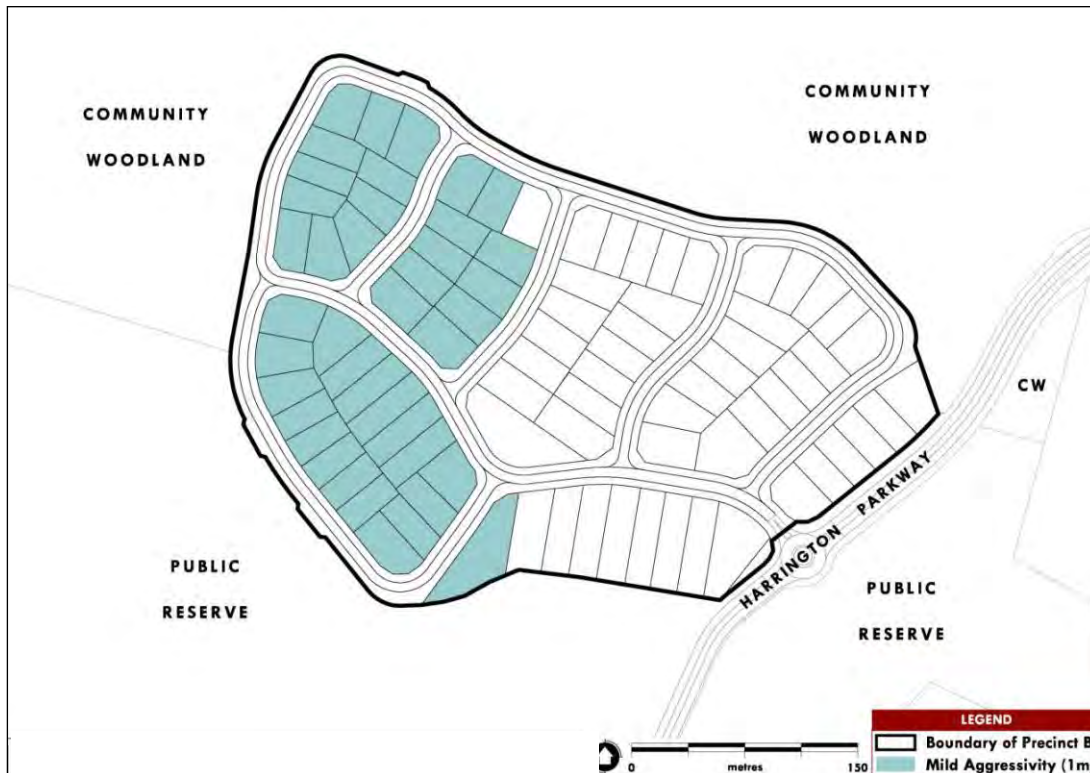 COMMUNITY
WOODLAND
COMMUNITY
WOODLAND
CW
HARRINGTON PARKWAY
PUBLIC
RESERVE
PUBLIC
RESERVE
LEGEND
Boundary of Precinct B
Mild Aggressivity (1m
0 metres 150